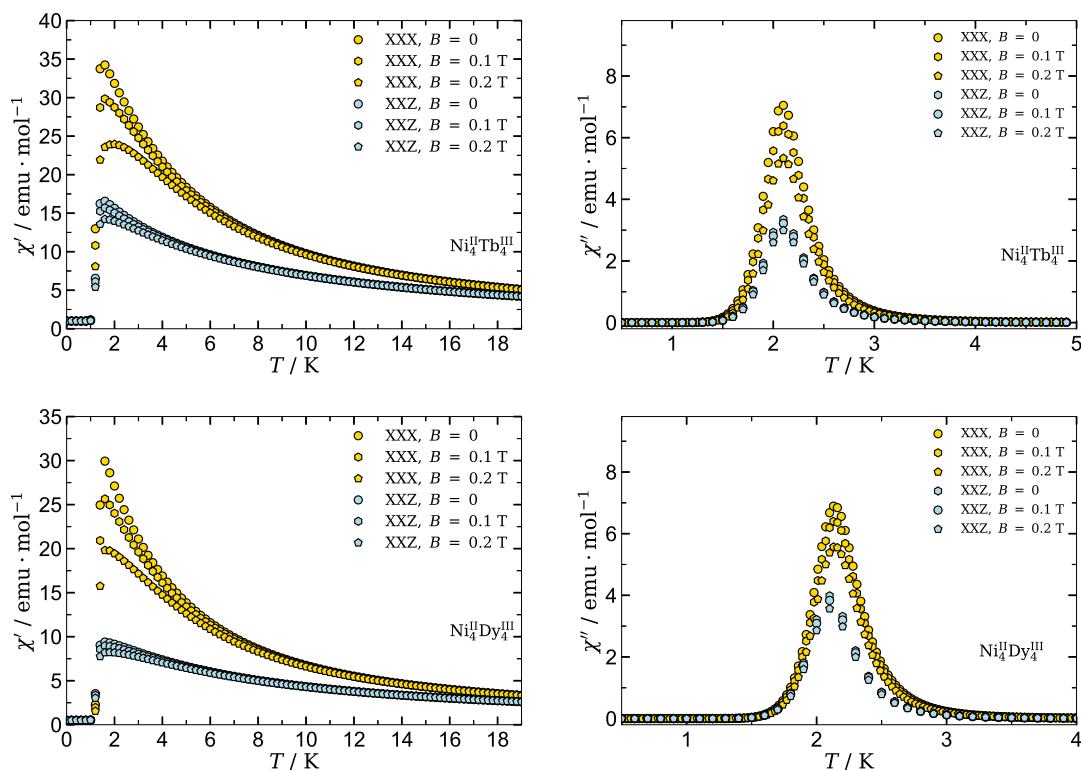 40
35
30
25
20
15
10
5
0
χ′ / emu · mol⁻¹
XXX, B = 0
XXX, B = 0.1 T
XXX, B = 0.2 T
XXZ, B = 0
XXZ, B = 0.1 T
XXZ, B = 0.2 T
Ni₄ᴵᴵTb₄ᴵᴵᴵ
0 2 4 6 8 10 12 14 16 18
T / K
8
6
4
2
0
χ″ / emu · mol⁻¹
XXX, B = 0
XXX, B = 0.1 T
XXX, B = 0.2 T
XXZ, B = 0
XXZ, B = 0.1 T
XXZ, B = 0.2 T
Ni₄ᴵᴵTb₄ᴵᴵᴵ
1 2 3 4 5
T / K
35
30
25
20
15
10
5
0
χ′ / emu · mol⁻¹
XXX, B = 0
XXX, B = 0.1 T
XXX, B = 0.2 T
XXZ, B = 0
XXZ, B = 0.1 T
XXZ, B = 0.2 T
Ni₄ᴵᴵDy₄ᴵᴵᴵ
0 2 4 6 8 10 12 14 16 18
T / K
8
6
4
2
0
χ″ / emu · mol⁻¹
XXX, B = 0
XXX, B = 0.1 T
XXX, B = 0.2 T
XXZ, B = 0
XXZ, B = 0.1 T
XXZ, B = 0.2 T
Ni₄ᴵᴵDy₄ᴵᴵᴵ
1 2 3 4
T / K